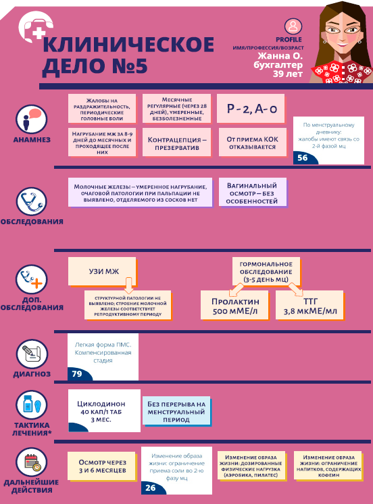 КЛИНИЧЕСКОЕ
ДЕЛО №5
PROFILE
ИМЯ/ПРОФЕССИЯ/ВОЗРАСТ
Жанна О.
бухгалтер
39 лет
АНАМНЕЗ
Жалобы на
раздражительность,
периодические
головные боли
Месячные
регулярные (через 28
дней), умеренные,
безболезненные
Р - 2, А - 0
Нагрубание МЖ за 8-9
дней до месячных и
проходящее после
них
Контрацепция –
презерватив
От приема КОК
отказывается
По менструальному
дневнику:
жалобы имеют связь со
2-й фазой мц
56
ОБСЛЕДОВАНИЯ
Молочные железы – умеренное нагрубание,
очаговой патологии при пальпации не
выявлено, отделяемого из сосков нет
Вагинальный
осмотр – без
особенностей
ДОП.
ОБСЛЕДОВАНИЯ
УЗИ МЖ
структурной патологии не
выявлено; строение молочной
железы соответствует
репродуктивному периоду
ГОРМОНАЛЬНОЕ
ОБСЛЕДОВАНИЕ
(3-5 ДЕНЬ МЦ)
Пролактин
500 мМЕ/л
ТТГ
3,8 мкМЕ/мл
ДИАГНОЗ
Легкая форма ПМС.
Компенсированная
стадия
79
ТАКТИКА
ЛЕЧЕНИЯ*
Циклодинон
40 кап/1 таб
3 мес.
Без перерыва на
менструальный
период
ДАЛЬНЕЙШИЕ
ДЕЙСТВИЯ
Осмотр через
3 и 6 месяцев
Изменение образа
жизни: ограничение
приема соли во 2-ю
фазу мц
26
Изменение образа
жизни: дозированные
физические нагрузки
(аэробика, пилатес)
Изменение образа
жизни: ограничение
напитков, содержащих
кофеин